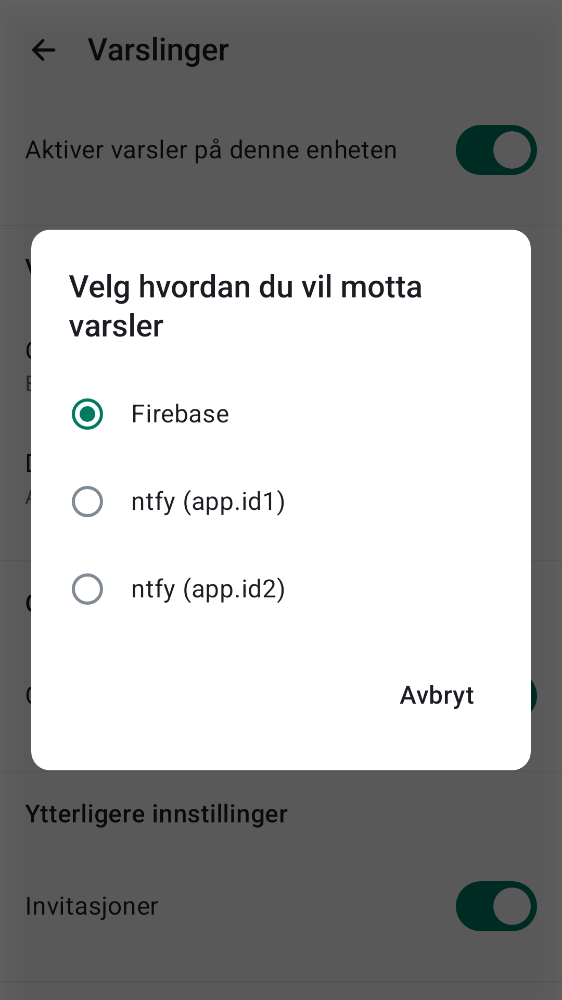 Varslinger
Aktiver varsler på denne enheten
Velg hvordan du vil motta
varsler
Firebase
ntfy (app.id1)
ntfy (app.id2)
Avbryt
Ytterligere innstillinger
Invitasjoner